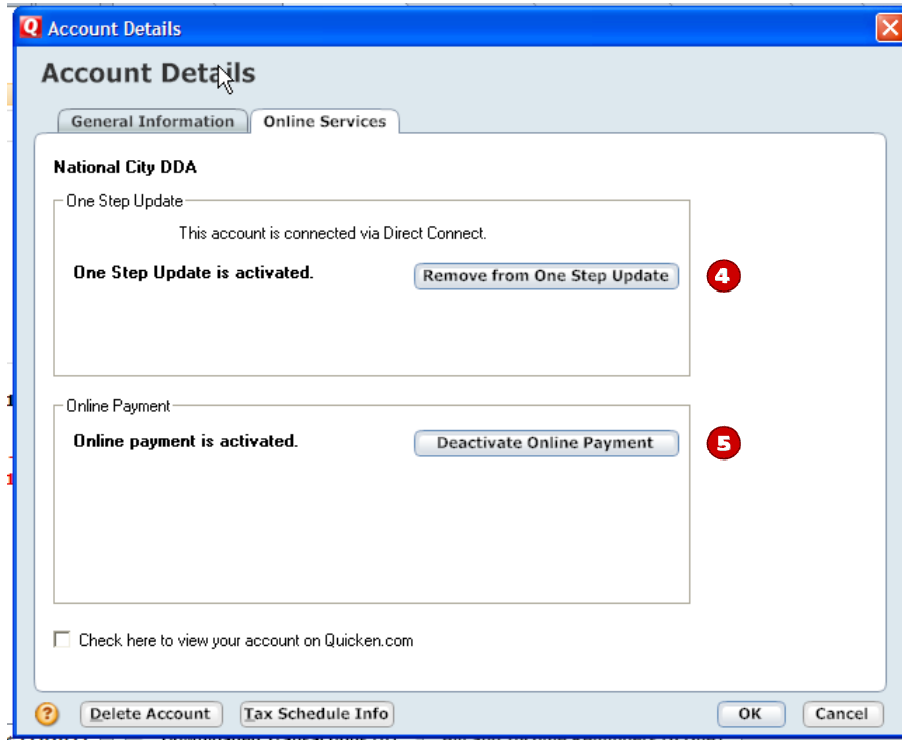 Q Account Details
Account Details
General Information Online Services
National City DDA
One Step Update
This account is connected via Direct Connect.
One Step Update is activated. Remove from One Step Update 4
Online Payment
Online payment is activated. Deactivate Online Payment 5
Check here to view your account on Quicken.com
? Delete Account Tax Schedule Info OK Cancel